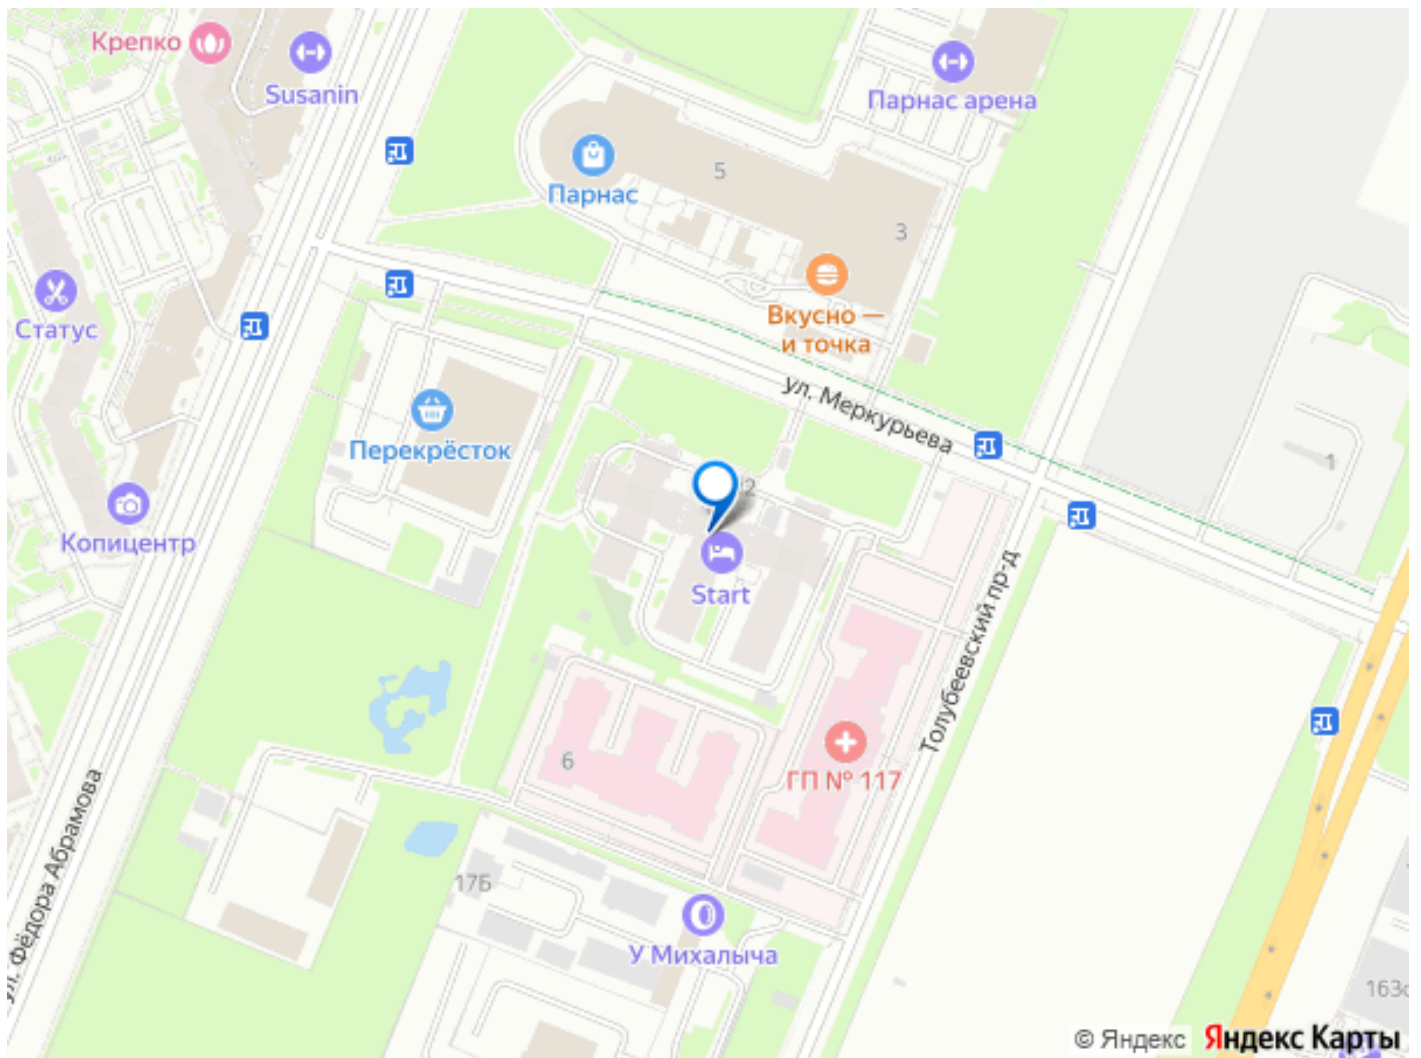 Крепко
Susanin
Парнас арена
5
Парнас
3
Статус
Вкусно —
и точка
ул. Меркурьева
Перекрёсток
1
2
Копицентр
Start
Толубеевский пр-д
6
ГП № 117
ул. Фёдора Абрамова
17Б
У Михалыча
163
© Яндекс Яндекс Карты